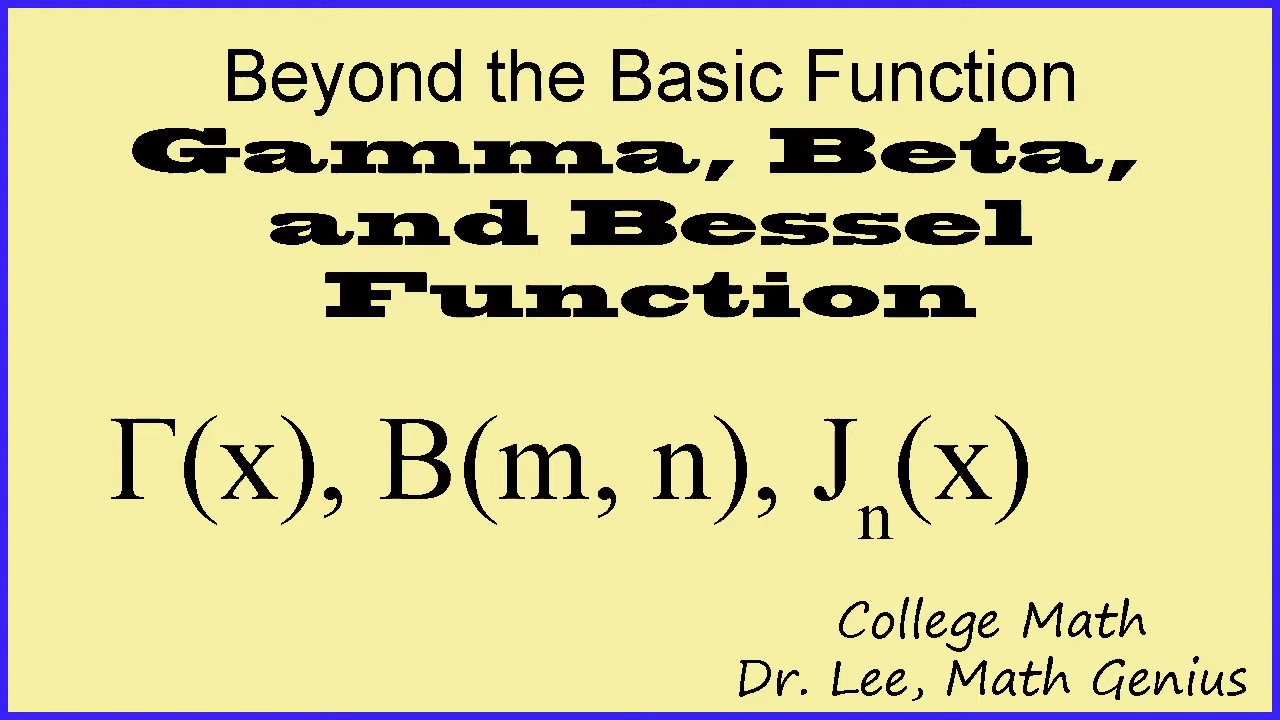 Beyond the Basic Function
Gamma, Beta,
and Bessel
Function
Γ(x), B(m, n), Jₙ(x)
College Math
Dr. Lee, Math Genius